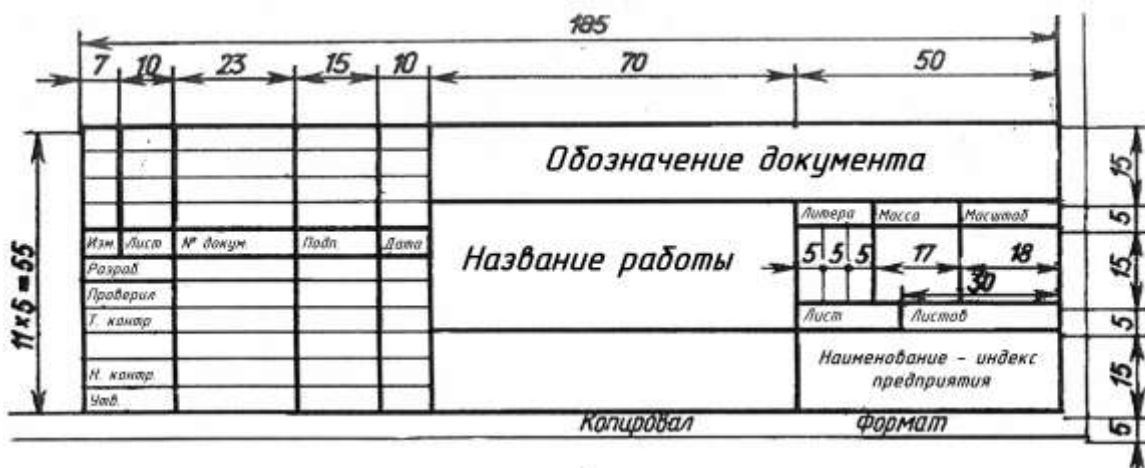 185
7 10 23 15 10 70 50
Обозначение документа
15
Литера Масса Масштаб
5
Изм. Лист № докум. Подп. Дата
Название работы
5 5 5 17 18
15
Разраб
30
Проверил
11×5=55
Т. контр
Лист Листов
5
Наименование - индекс
предприятия
15
Н. контр.
Утв.
Копировал Формат
5